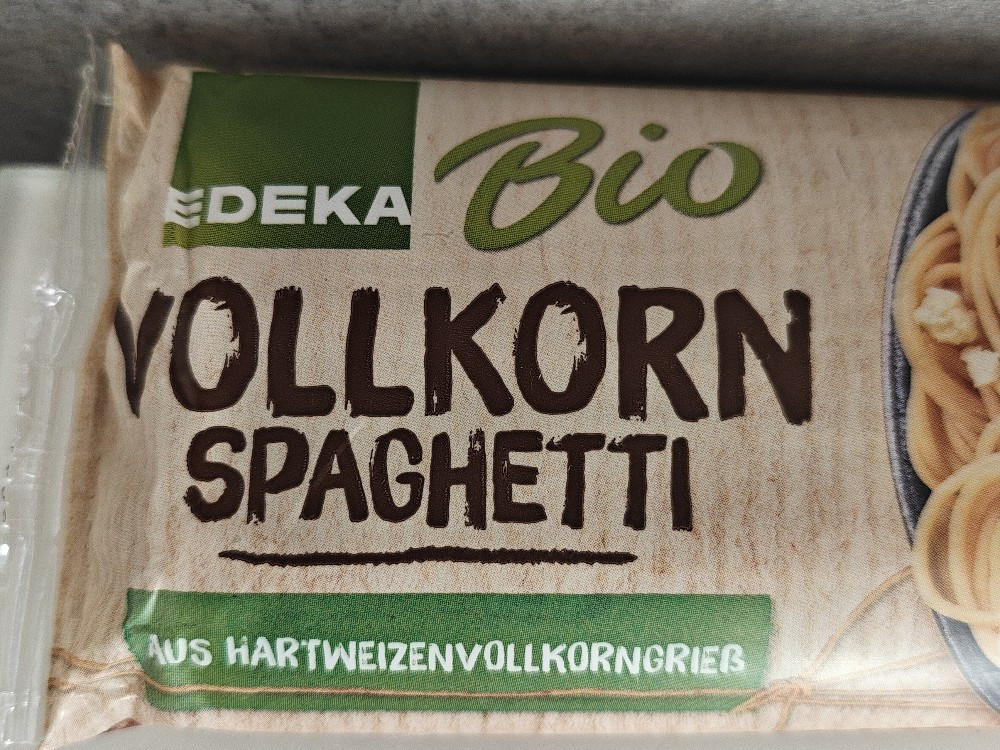 EDEKA Bio
VOLLKORN
SPAGHETTI
AUS HARTWEIZENVOLLKORNGRIEß